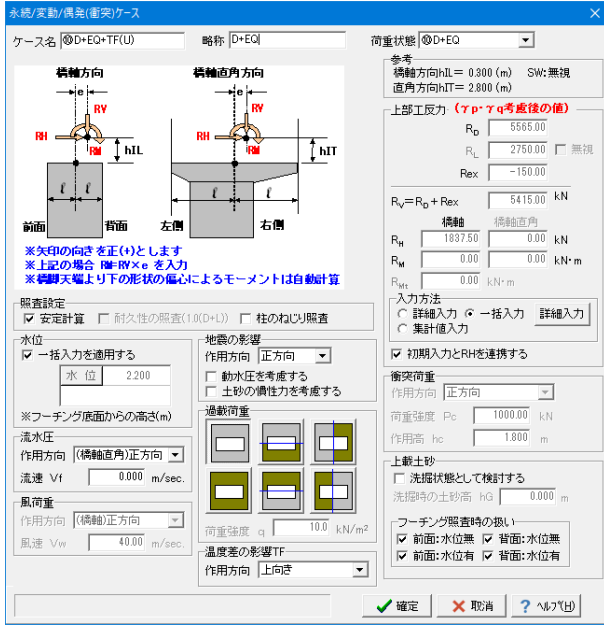 永続/変動/偶発(衝突)ケース
ケース名 ⑩D+EQ+TF(U) 略称 D+EQ 荷重状態 ⑩D+EQ
橋軸方向 橋軸直角方向
e RV RH RM hIL ℓ ℓ 前面 背面
e RV RH RM hIT ℓ ℓ 左側 右側
※矢印の向きを正(+)とします
※上記の場合 RM=RV×e を入力
※橋脚天端より下の形状の偏心によるモーメントは自動計算
参考
橋軸方向hIL= 0.300 (m) SW:無視
直角方向hIT= 2.800 (m)
上部工反力 (γp・γq考慮後の値)
RD 5565.00
RL 2750.00 無視
Rex -150.00
RV=RD+Rex 5415.00 kN
橋軸 橋軸直角
RH 1837.50 0.00 kN
RM 0.00 0.00 kN・m
RMt 0.00 kN・m
入力方法
詳細入力 一括入力 詳細入力
集計値入力
初期入力とRHを連携する
照査設定
安定計算 耐久性の照査(1.0(D+L)) 柱のねじり照査
水位
一括入力を適用する
水 位 2.200
※フーチング底面からの高さ(m)
流水圧
作用方向 (橋軸直角)正方向
流速 Vf 0.000 m/sec.
風荷重
作用方向 (橋軸)正方向
風速 Vw 40.00 m/sec.
地震の影響
作用方向 正方向
動水圧を考慮する
土砂の慣性力を考慮する
過載荷重
荷重強度 q 10.0 kN/m²
温度差の影響TF
作用方向 上向き
衝突荷重
作用方向 正方向
荷重強度 Pc 1000.00 kN
作用高 hc 1.800 m
上載土砂
洗掘状態として検討する
洗掘時の土砂高 hG 0.000 m
フーチング照査時の扱い
前面:水位無 背面:水位無
前面:水位有 背面:水位有
確定 取消 ? ヘルプ(H)